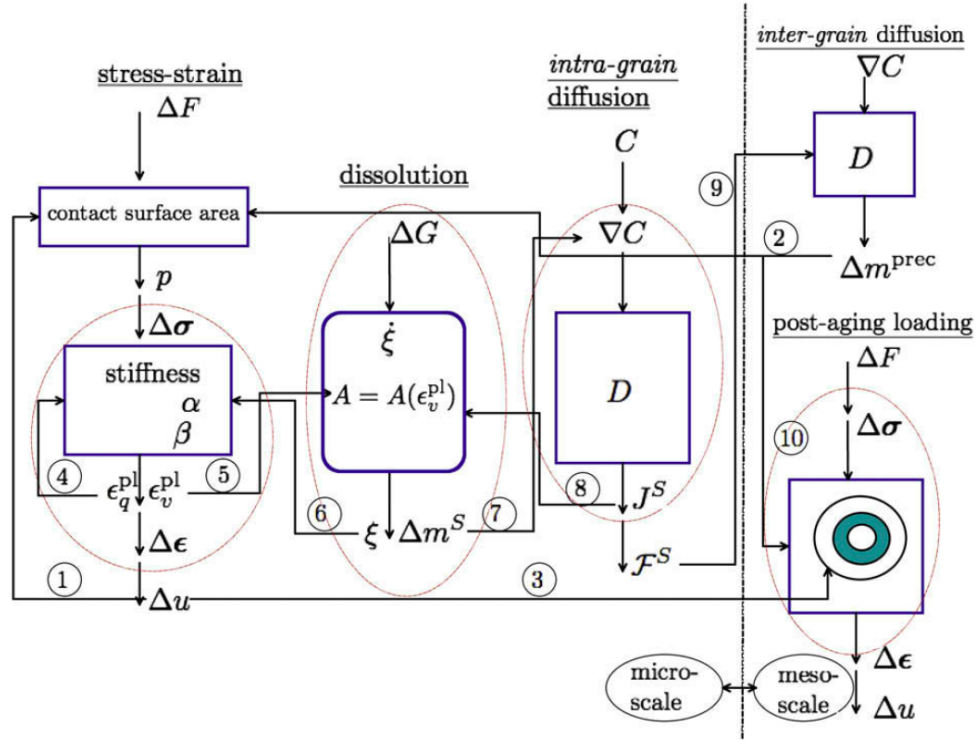 stress-strain
ΔF
contact surface area
p
Δσ
stiffness
α
β
4
ϵ_q^pl ϵ_v^pl
5
Δϵ
1
Δu
dissolution
ΔG
ξ̇
A = A(ϵ_v^pl)
6
ξ Δm^S
7
3
intra-grain
diffusion
C
∇C
D
8
J^S
F^S
9
inter-grain diffusion
∇C
D
2
Δm^prec
post-aging loading
ΔF
Δσ
10
Δϵ
Δu
micro-
scale
meso-
scale